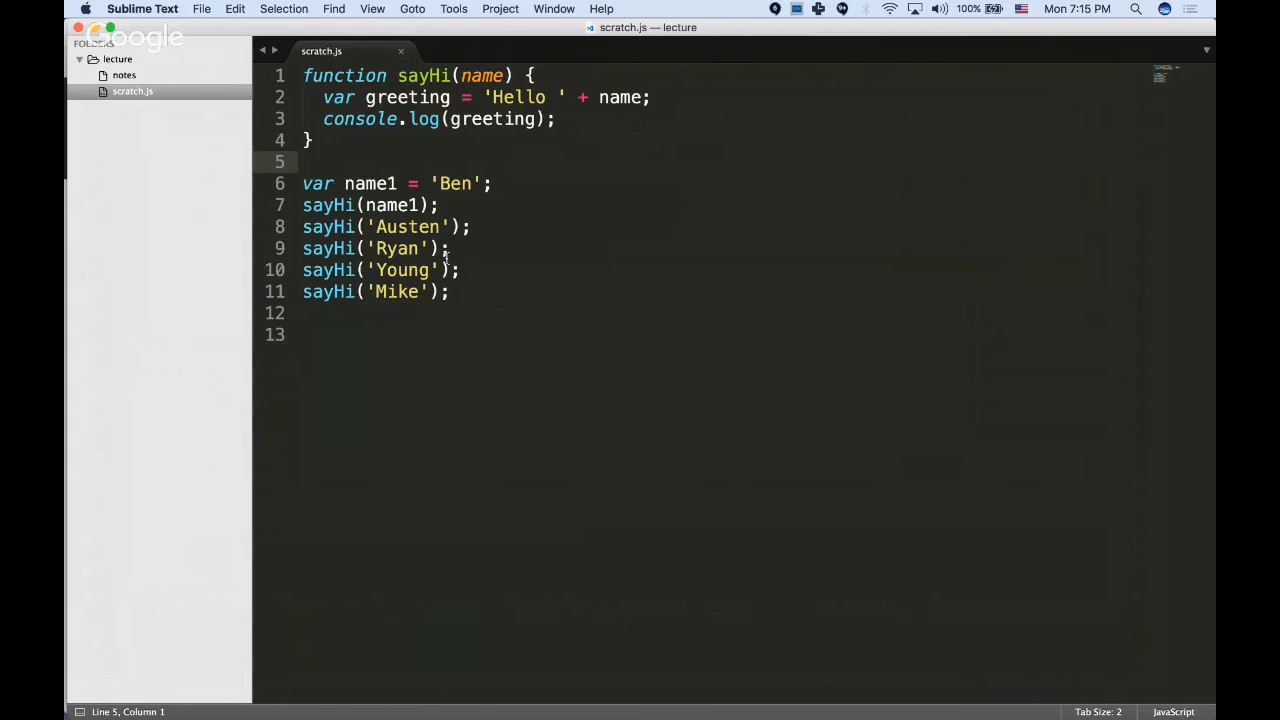 Sublime Text File Edit Selection Find View Goto Tools Project Window Help 100% Mon 7:15 PM
scratch.js — lecture
Google
FOLDERS
lecture
notes
scratch.js
scratch.js
1 function sayHi(name) {
2 var greeting = 'Hello ' + name;
3 console.log(greeting);
4 }
5
6 var name1 = 'Ben';
7 sayHi(name1);
8 sayHi('Austen');
9 sayHi('Ryan');
10 sayHi('Young');
11 sayHi('Mike');
12
13
Line 5, Column 1 Tab Size: 2 JavaScript